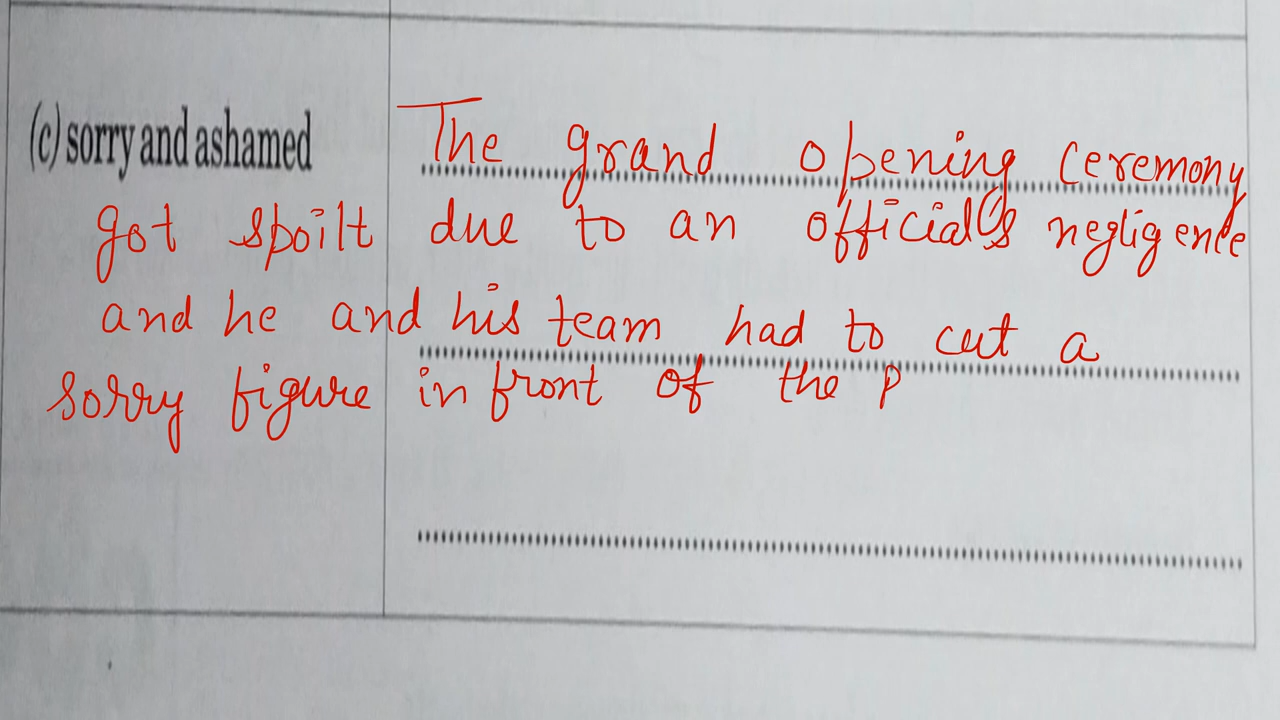 (c) sorry and ashamed
The grand opening ceremony
got spoilt due to an official's negligence
and he and his team had to cut a
sorry figure in front of the P